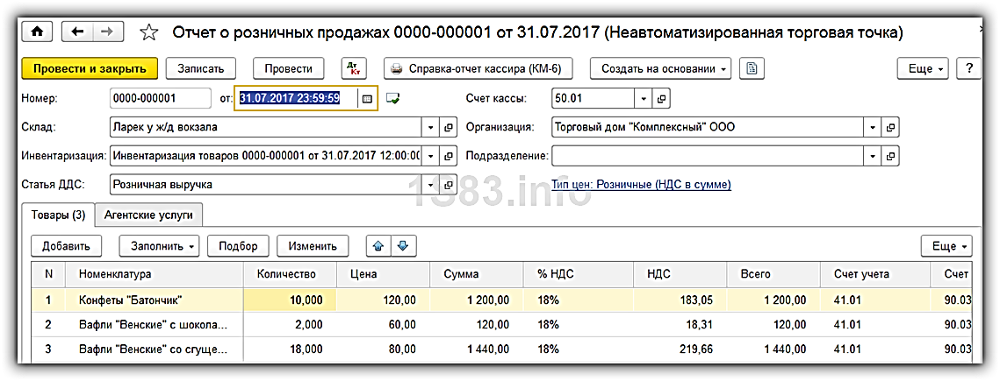 Отчет о розничных продажах 0000-000001 от 31.07.2017 (Неавтоматизированная торговая точка)
Провести и закрыть Записать Провести Дт Кт Справка-отчет кассира (КМ-6) Создать на основании Еще ?
Номер: 0000-000001 от: 31.07.2017 23:59:59 Счет кассы: 50.01
Склад: Ларек у ж/д вокзала Организация: Торговый дом "Комплексный" ООО
Инвентаризация: Инвентаризация товаров 0000-000001 от 31.07.2017 12:00:00 Подразделение:
Статья ДДС: Розничная выручка Тип цен: Розничные (НДС в сумме)
1S83.info
Товары (3) Агентские услуги
Добавить Заполнить Подбор Изменить Еще
N Номенклатура Количество Цена Сумма % НДС НДС Всего Счет учета Счет
1 Конфеты "Батончик" 10,000 120,00 1 200,00 18% 183,05 1 200,00 41.01 90.03
2 Вафли "Венские" с шокола... 2,000 60,00 120,00 18% 18,31 120,00 41.01 90.03
3 Вафли "Венские" со сгуще... 18,000 80,00 1 440,00 18% 219,66 1 440,00 41.01 90.03